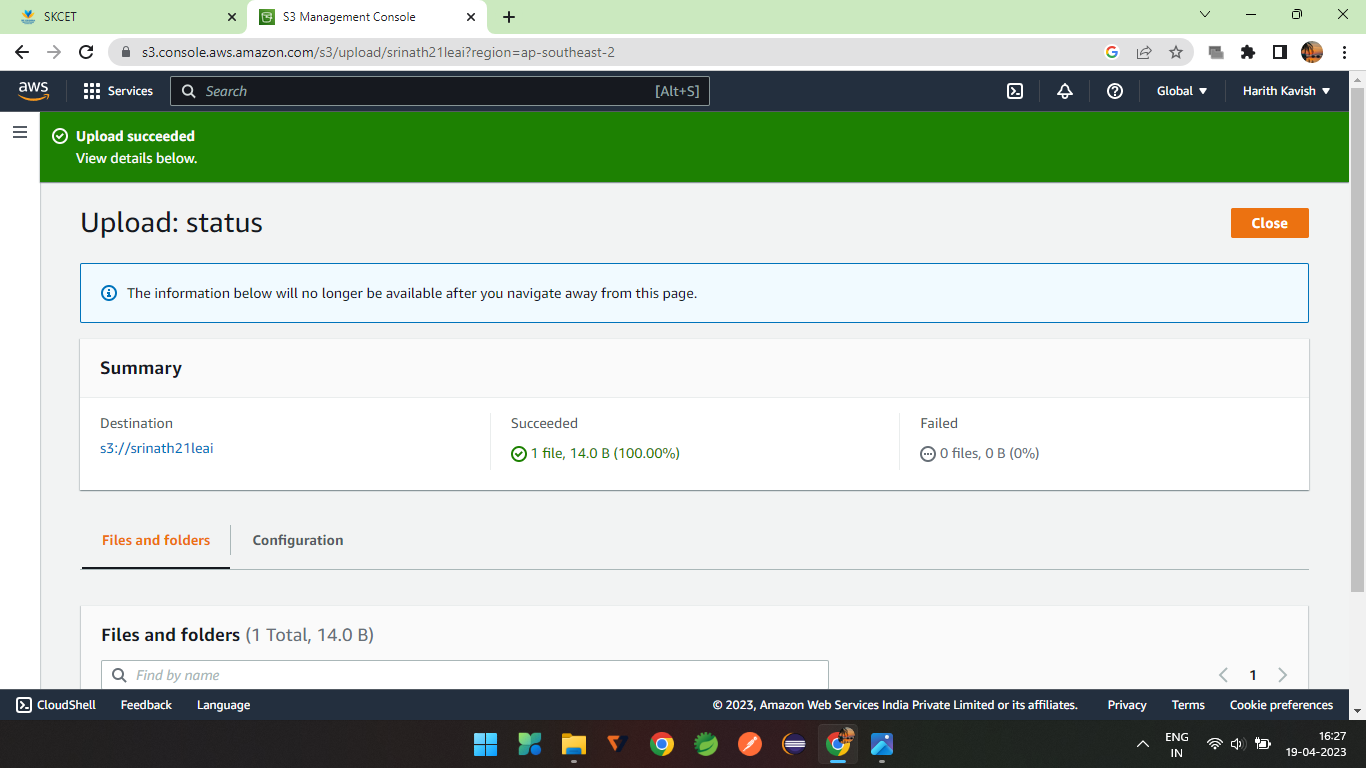 SKCET
S3 Management Console
s3.console.aws.amazon.com/s3/upload/srinath21leai?region=ap-southeast-2
aws
Services
Search
[Alt+S]
Global
Harith Kavish
Upload succeeded
View details below.
Upload: status
Close
The information below will no longer be available after you navigate away from this page.
Summary
Destination
s3://srinath21leai
Succeeded
1 file, 14.0 B (100.00%)
Failed
0 files, 0 B (0%)
Files and folders
Configuration
Files and folders (1 Total, 14.0 B)
Find by name
1
CloudShell
Feedback
Language
© 2023, Amazon Web Services India Private Limited or its affiliates.
Privacy
Terms
Cookie preferences
ENG
IN
16:27
19-04-2023